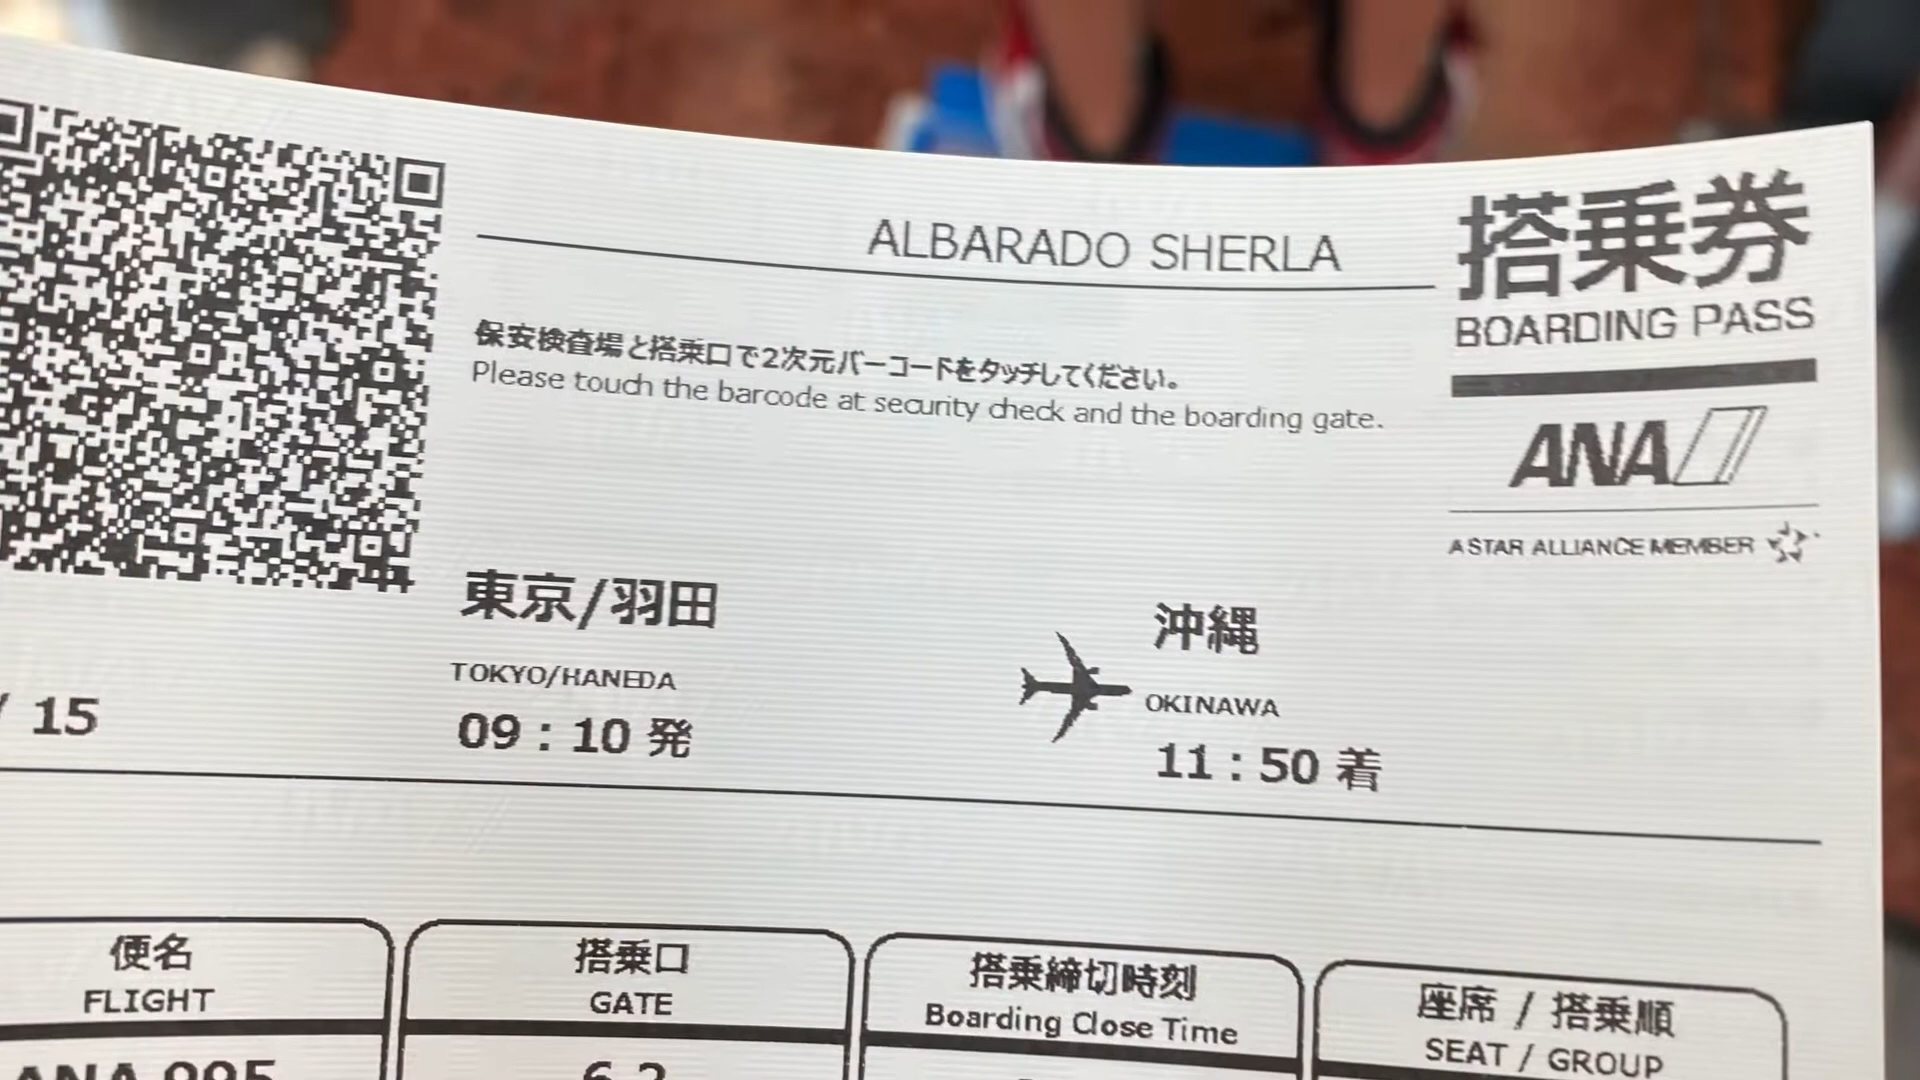 ALBARADO SHERLA
搭乗券
BOARDING PASS
保安検査場と搭乗口で2次元バーコードをタッチしてください。
Please touch the barcode at security check and the boarding gate.
ANA
A STAR ALLIANCE MEMBER
東京/羽田
沖縄
TOKYO/HANEDA
OKINAWA
/ 15
09:10 発
11:50 着
便名
搭乗口
搭乗締切時刻
座席 / 搭乗順
FLIGHT
GATE
Boarding Close Time
SEAT / GROUP
ANA 995